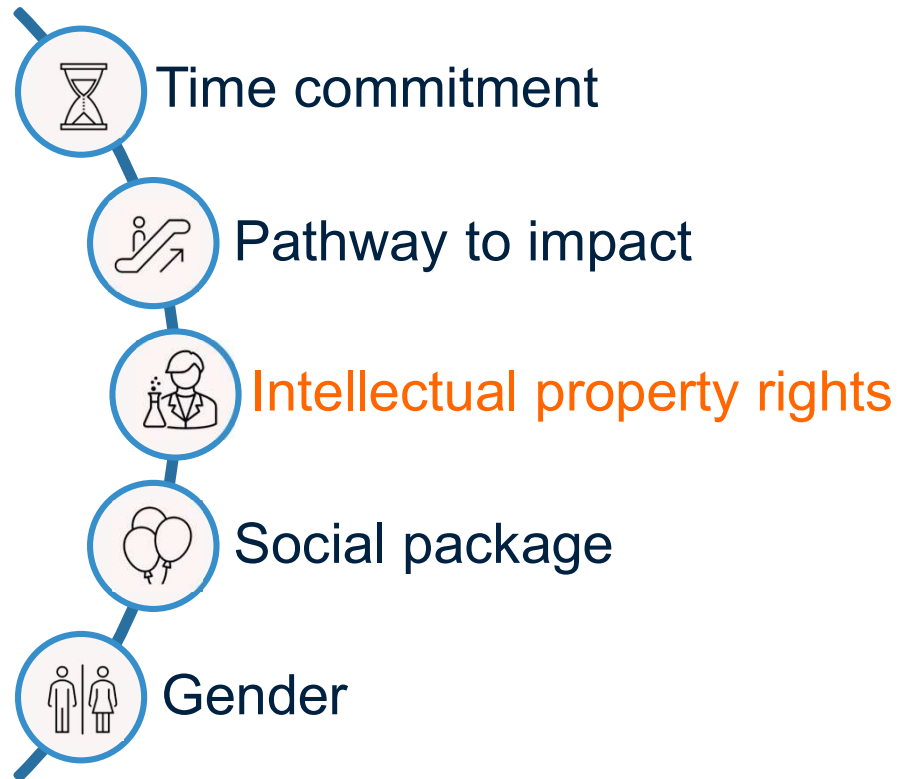 Time commitment
Pathway to impact
Intellectual property rights
Social package
Gender